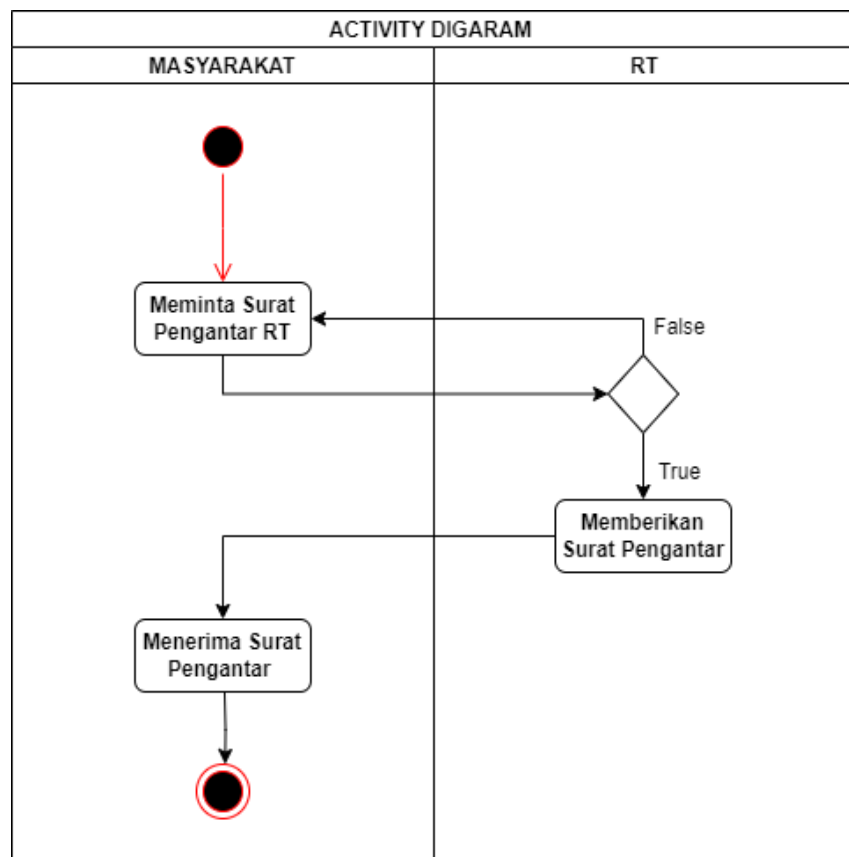 ACTIVITY DIGARAM
MASYARAKAT
RT
Meminta Surat
Pengantar RT
False
True
Memberikan
Surat Pengantar
Menerima Surat
Pengantar